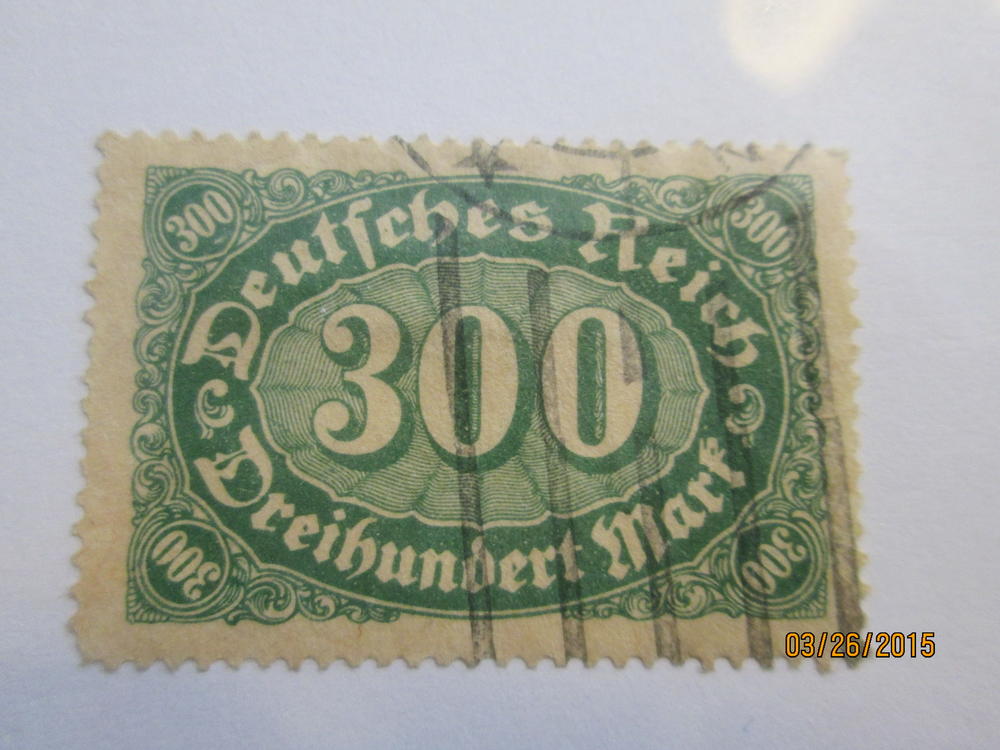 300 300
Deutſches Reich
300
Dreihundert Mark
300 300
03/26/2015